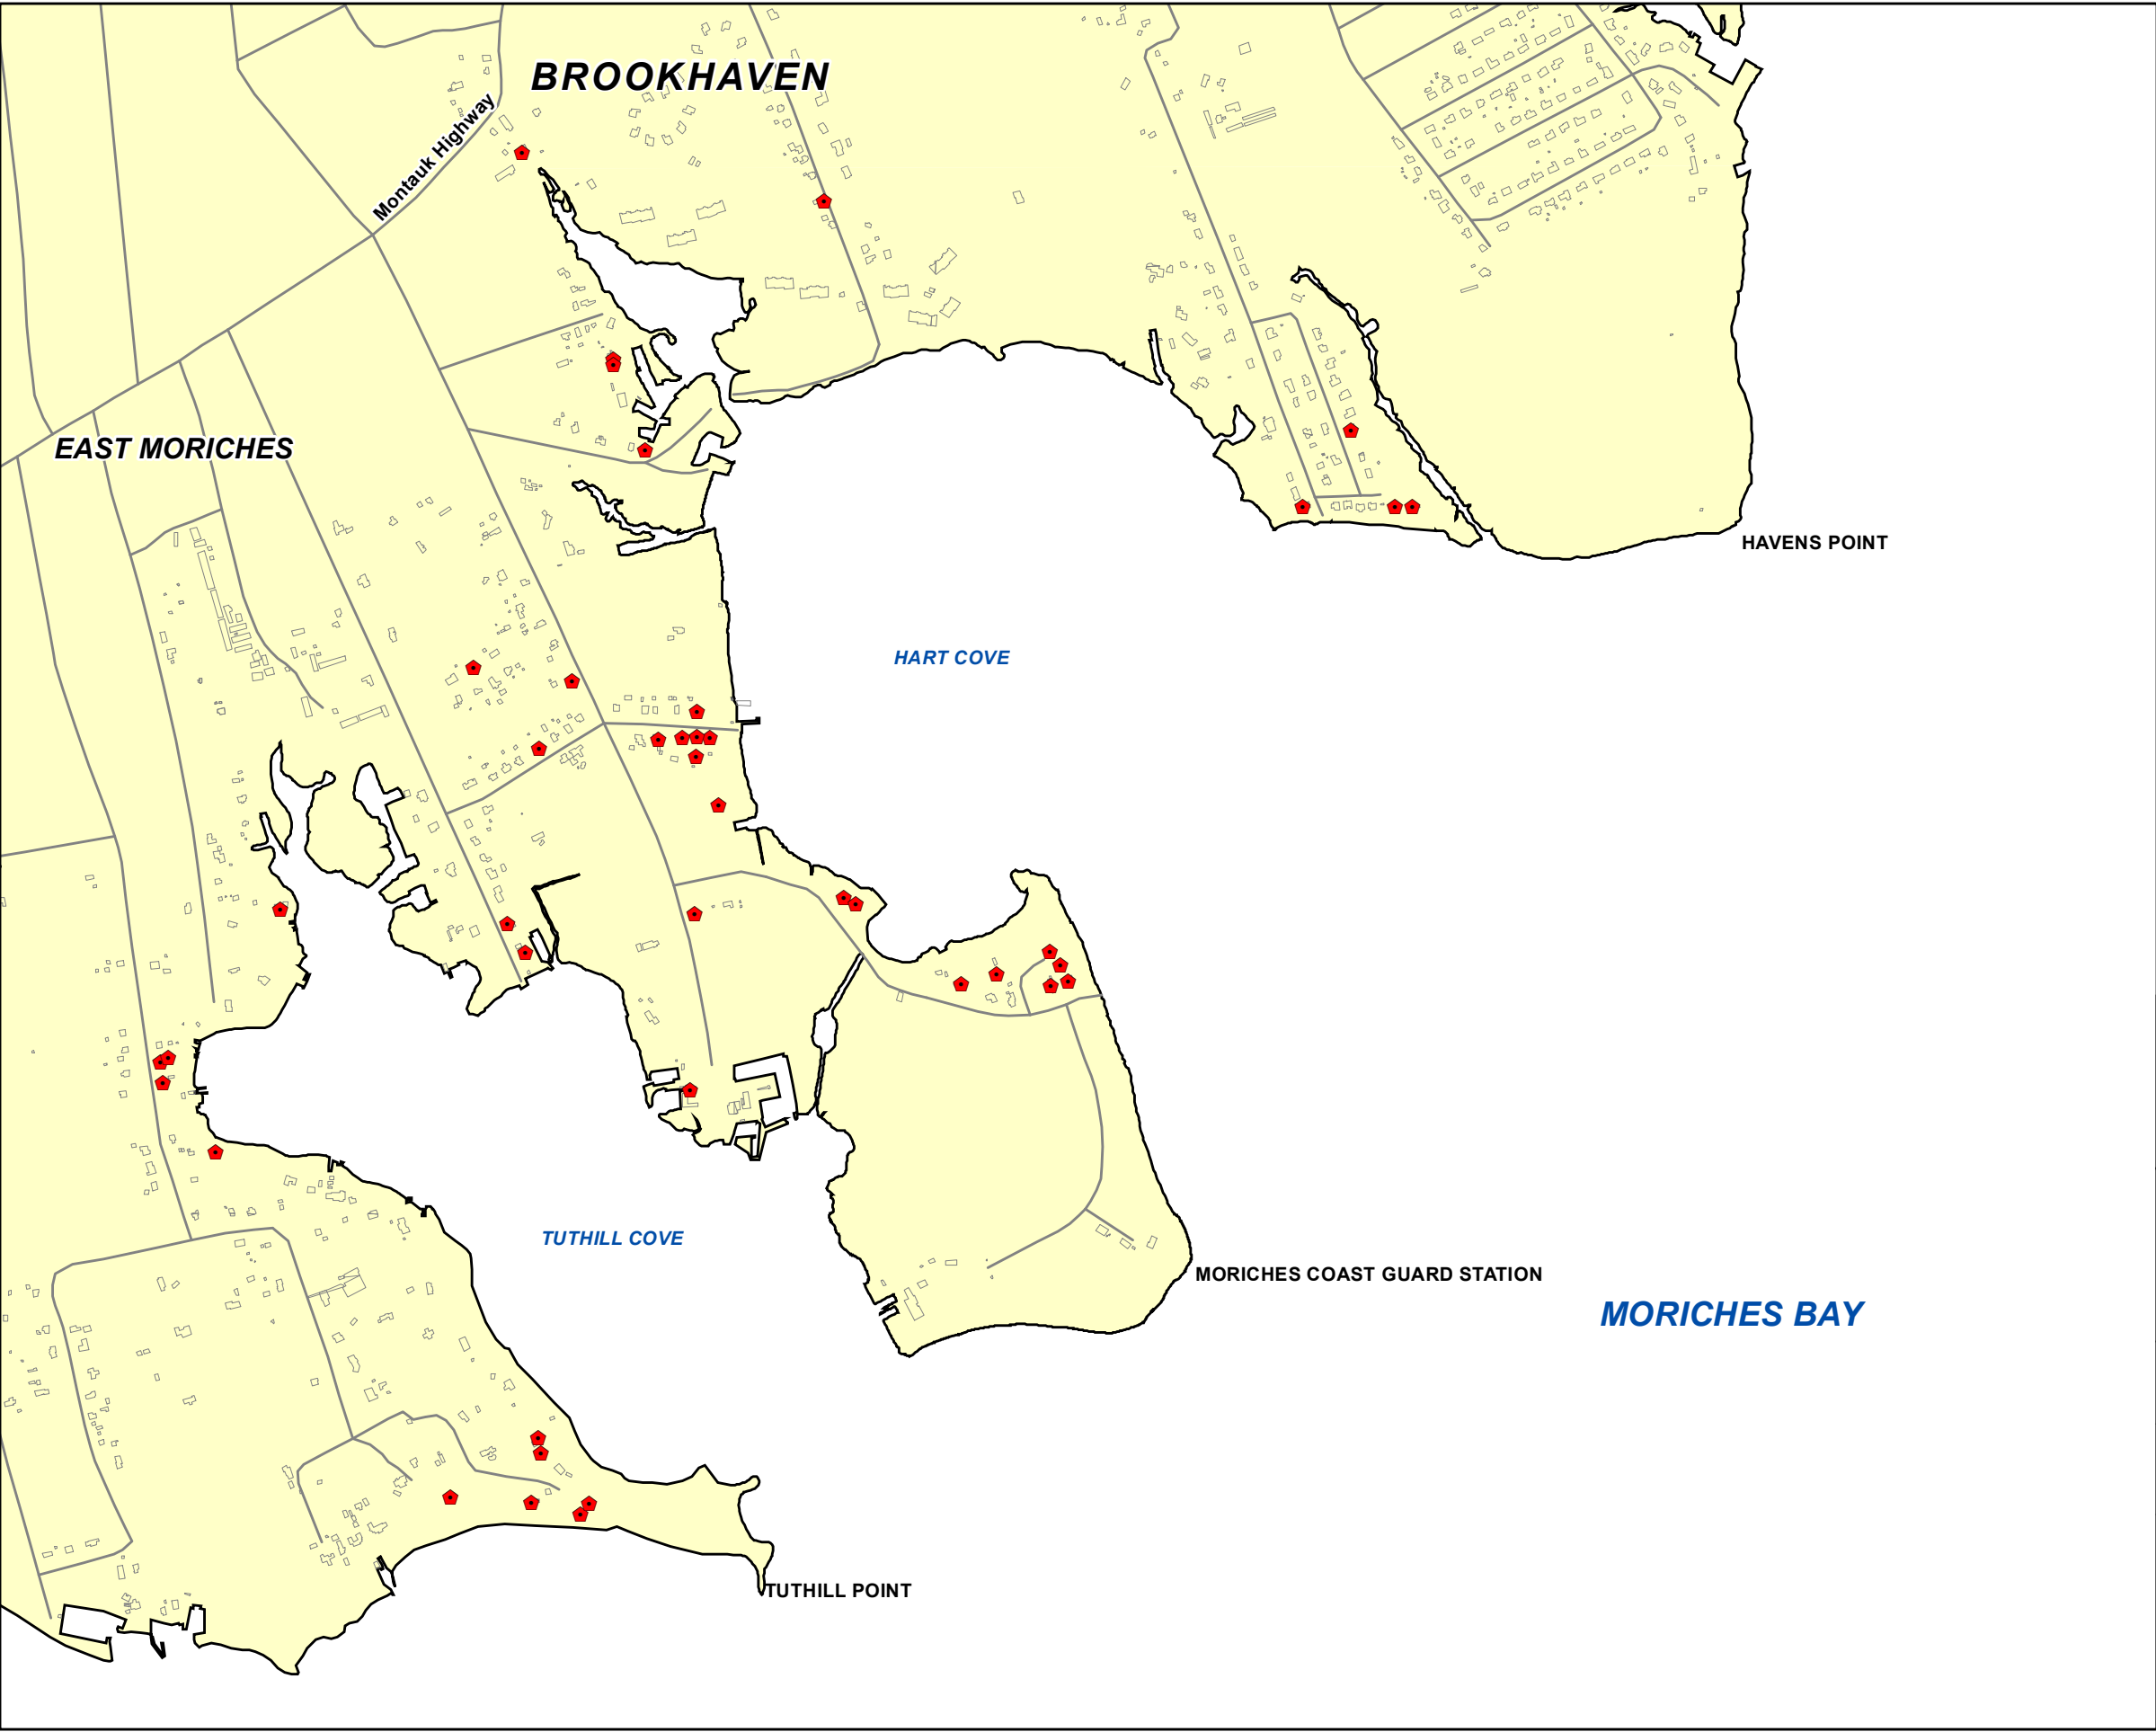 BROOKHAVEN
Montauk Highway
EAST MORICHES
HAVENS POINT
HART COVE
TUTHILL COVE
MORICHES COAST GUARD STATION
MORICHES BAY
TUTHILL POINT